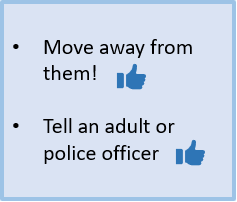 • Move away from
them!
• Tell an adult or
police officer